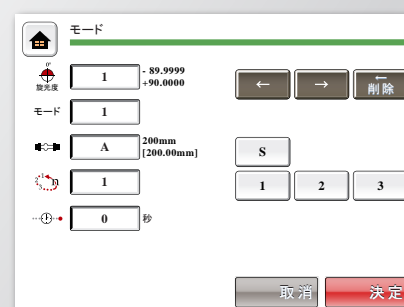 モード
0°
旋光度
1
- 89.9999
+90.0000
← → 削除
モード
1
A
200mm
[200.00mm]
S
n
1
1 2 3
0
秒
取消 決定